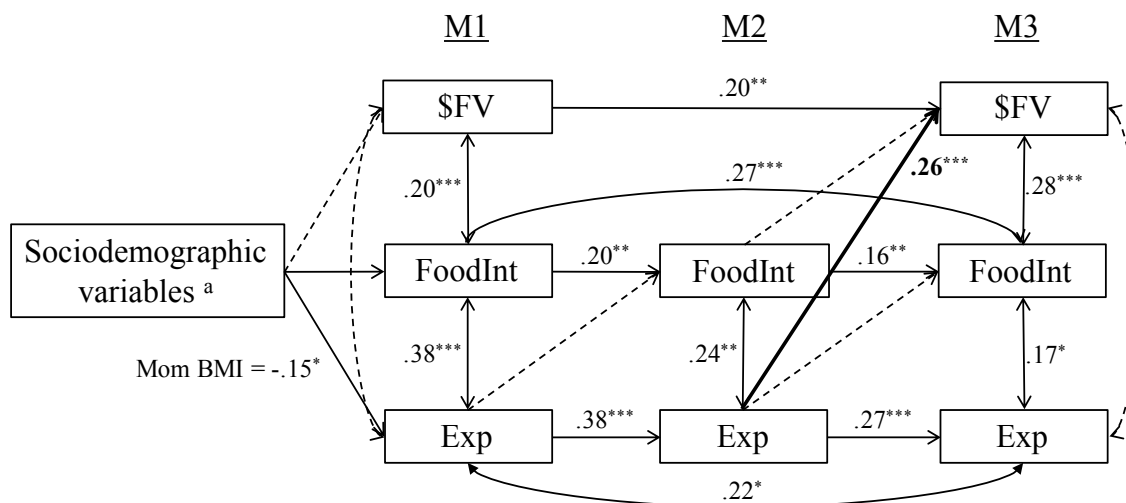 M1 M2 M3
$FV .20** $FV
.20*** .27*** .26*** .28***
Sociodemographic
variables a
FoodInt .20** FoodInt .16** FoodInt
Mom BMI = -.15* .38*** .24** .17*
Exp .38*** Exp .27*** Exp
.22*